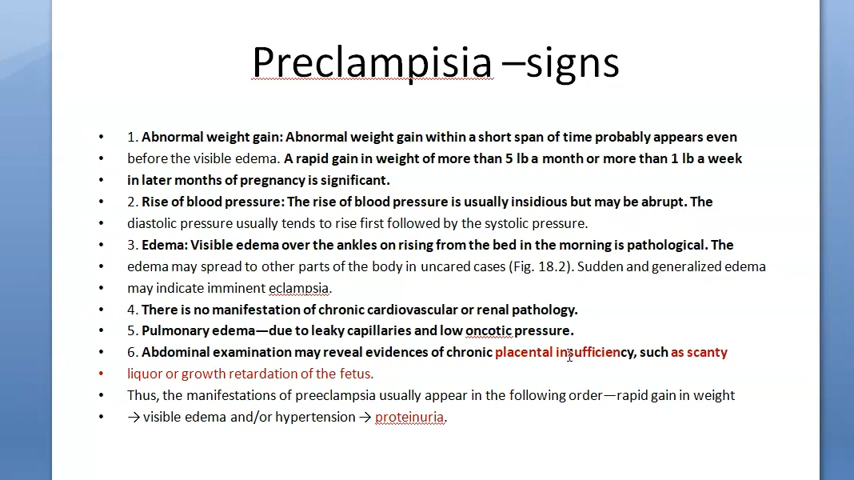 Preclampisia –signs
• 1. Abnormal weight gain: Abnormal weight gain within a short span of time probably appears even
• before the visible edema. A rapid gain in weight of more than 5 lb a month or more than 1 lb a week
• in later months of pregnancy is significant.
• 2. Rise of blood pressure: The rise of blood pressure is usually insidious but may be abrupt. The
• diastolic pressure usually tends to rise first followed by the systolic pressure.
• 3. Edema: Visible edema over the ankles on rising from the bed in the morning is pathological. The
• edema may spread to other parts of the body in uncared cases (Fig. 18.2). Sudden and generalized edema
• may indicate imminent eclampsia.
• 4. There is no manifestation of chronic cardiovascular or renal pathology.
• 5. Pulmonary edema—due to leaky capillaries and low oncotic pressure.
• 6. Abdominal examination may reveal evidences of chronic placental insufficiency, such as scanty
• liquor or growth retardation of the fetus.
• Thus, the manifestations of preeclampsia usually appear in the following order—rapid gain in weight
• → visible edema and/or hypertension → proteinuria.